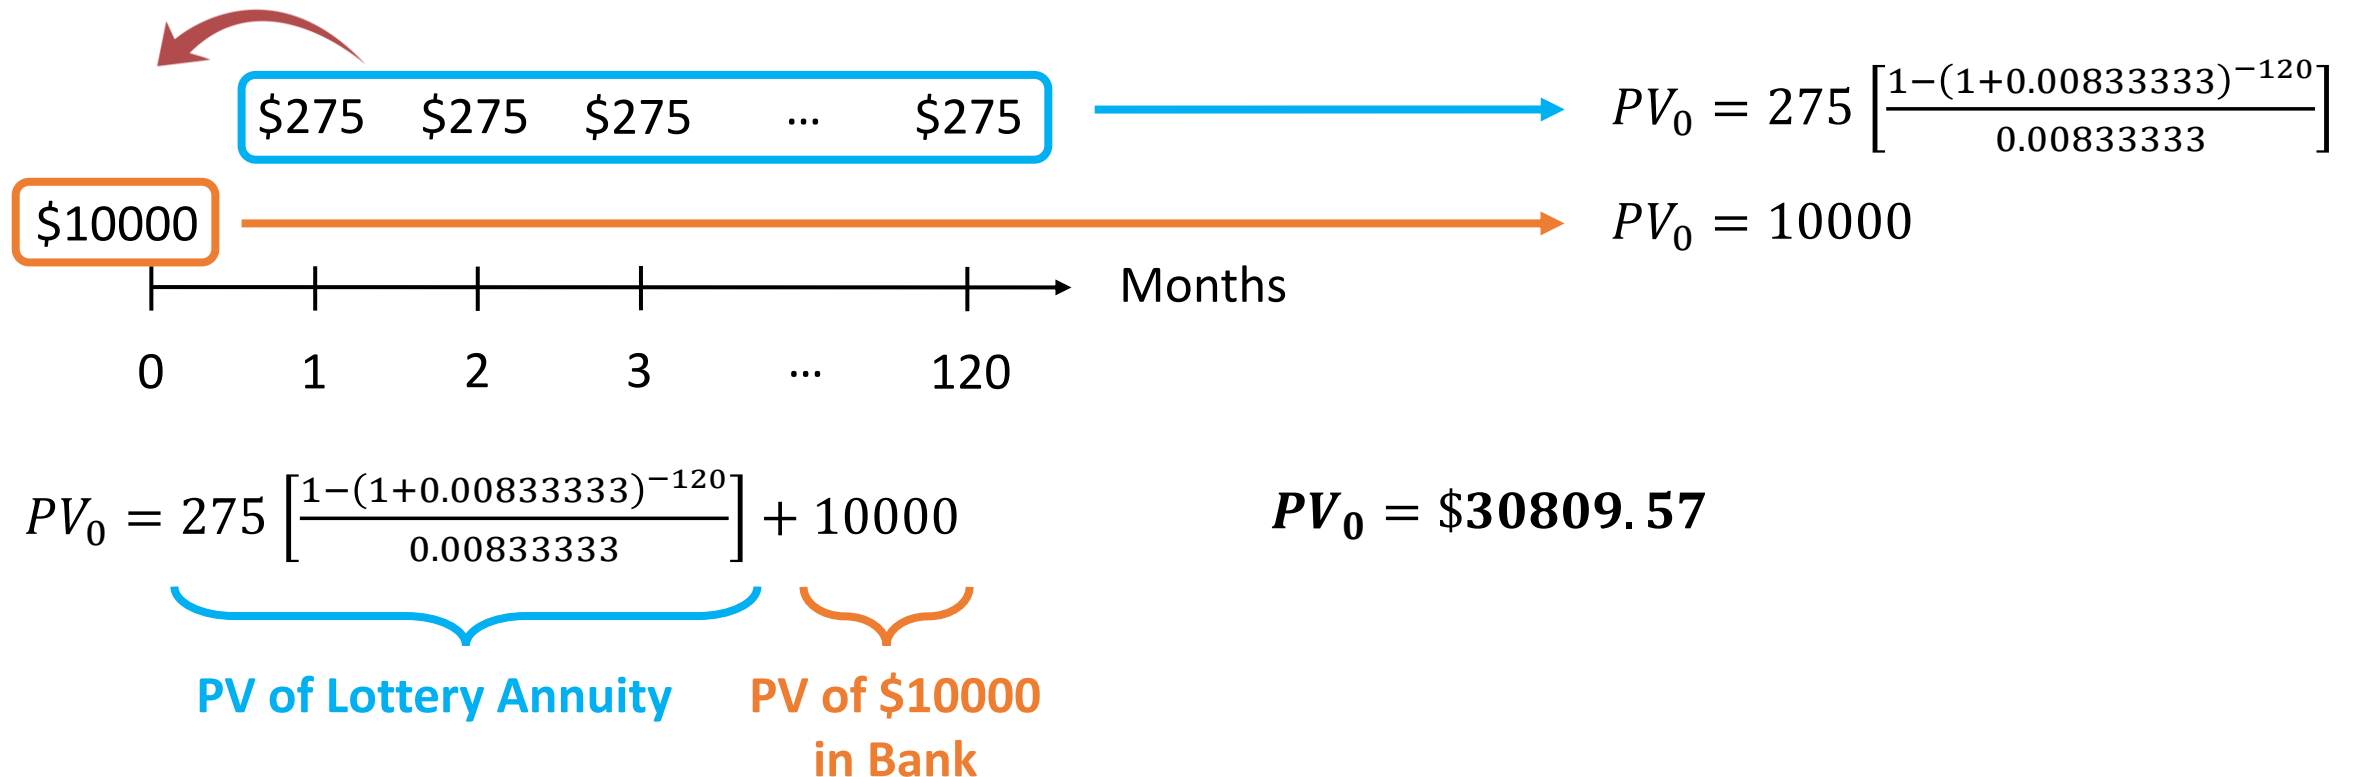 $275 $275 $275 ... $275
PV₀ = 275 [(1−(1+0.00833333)⁻¹²⁰)/0.00833333]
$10000
PV₀ = 10000
Months
0 1 2 3 ... 120
PV₀ = 275 [(1−(1+0.00833333)⁻¹²⁰)/0.00833333] + 10000
PV₀ = $30809.57
PV of Lottery Annuity
PV of $10000
in Bank